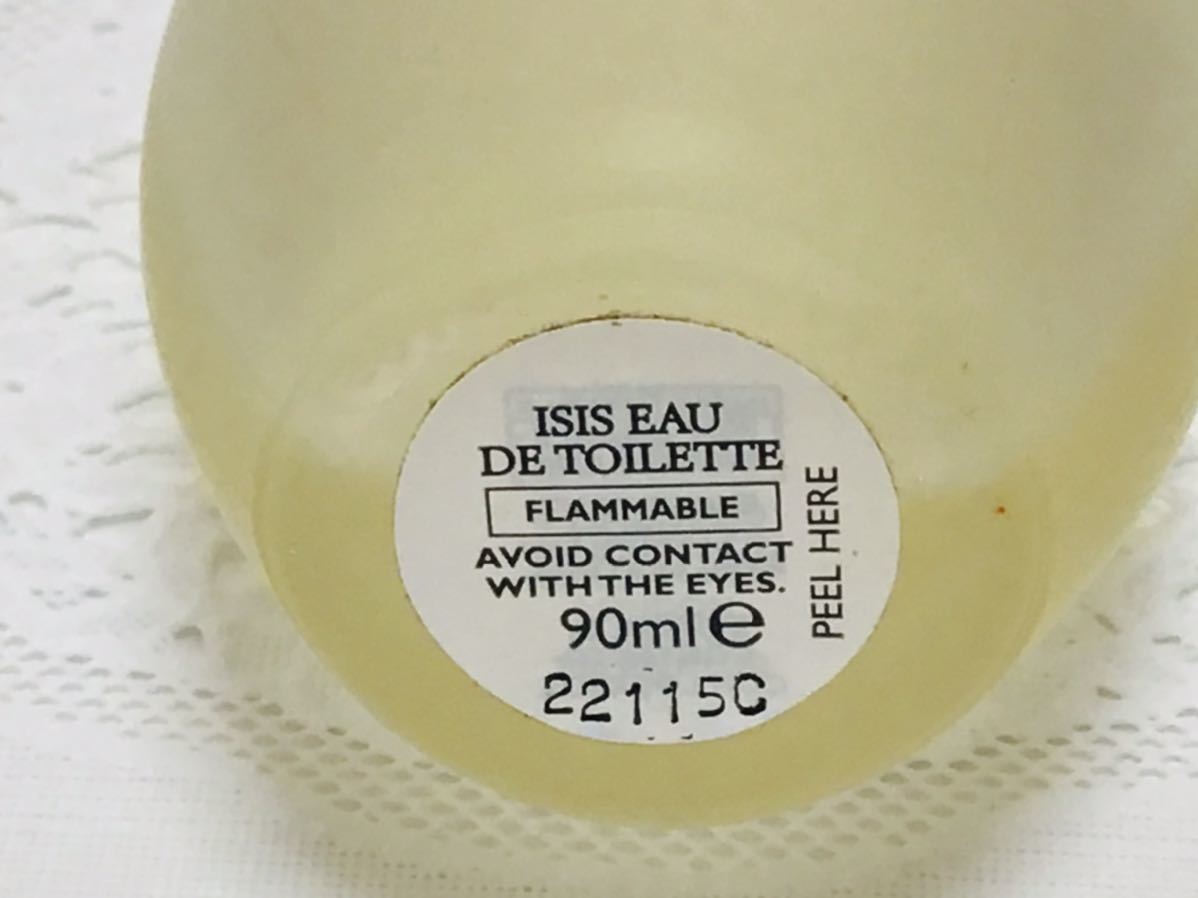 ISIS EAU
DE TOILETTE
FLAMMABLE
AVOID CONTACT
WITH THE EYES.
90ml e
22115C
PEEL HERE